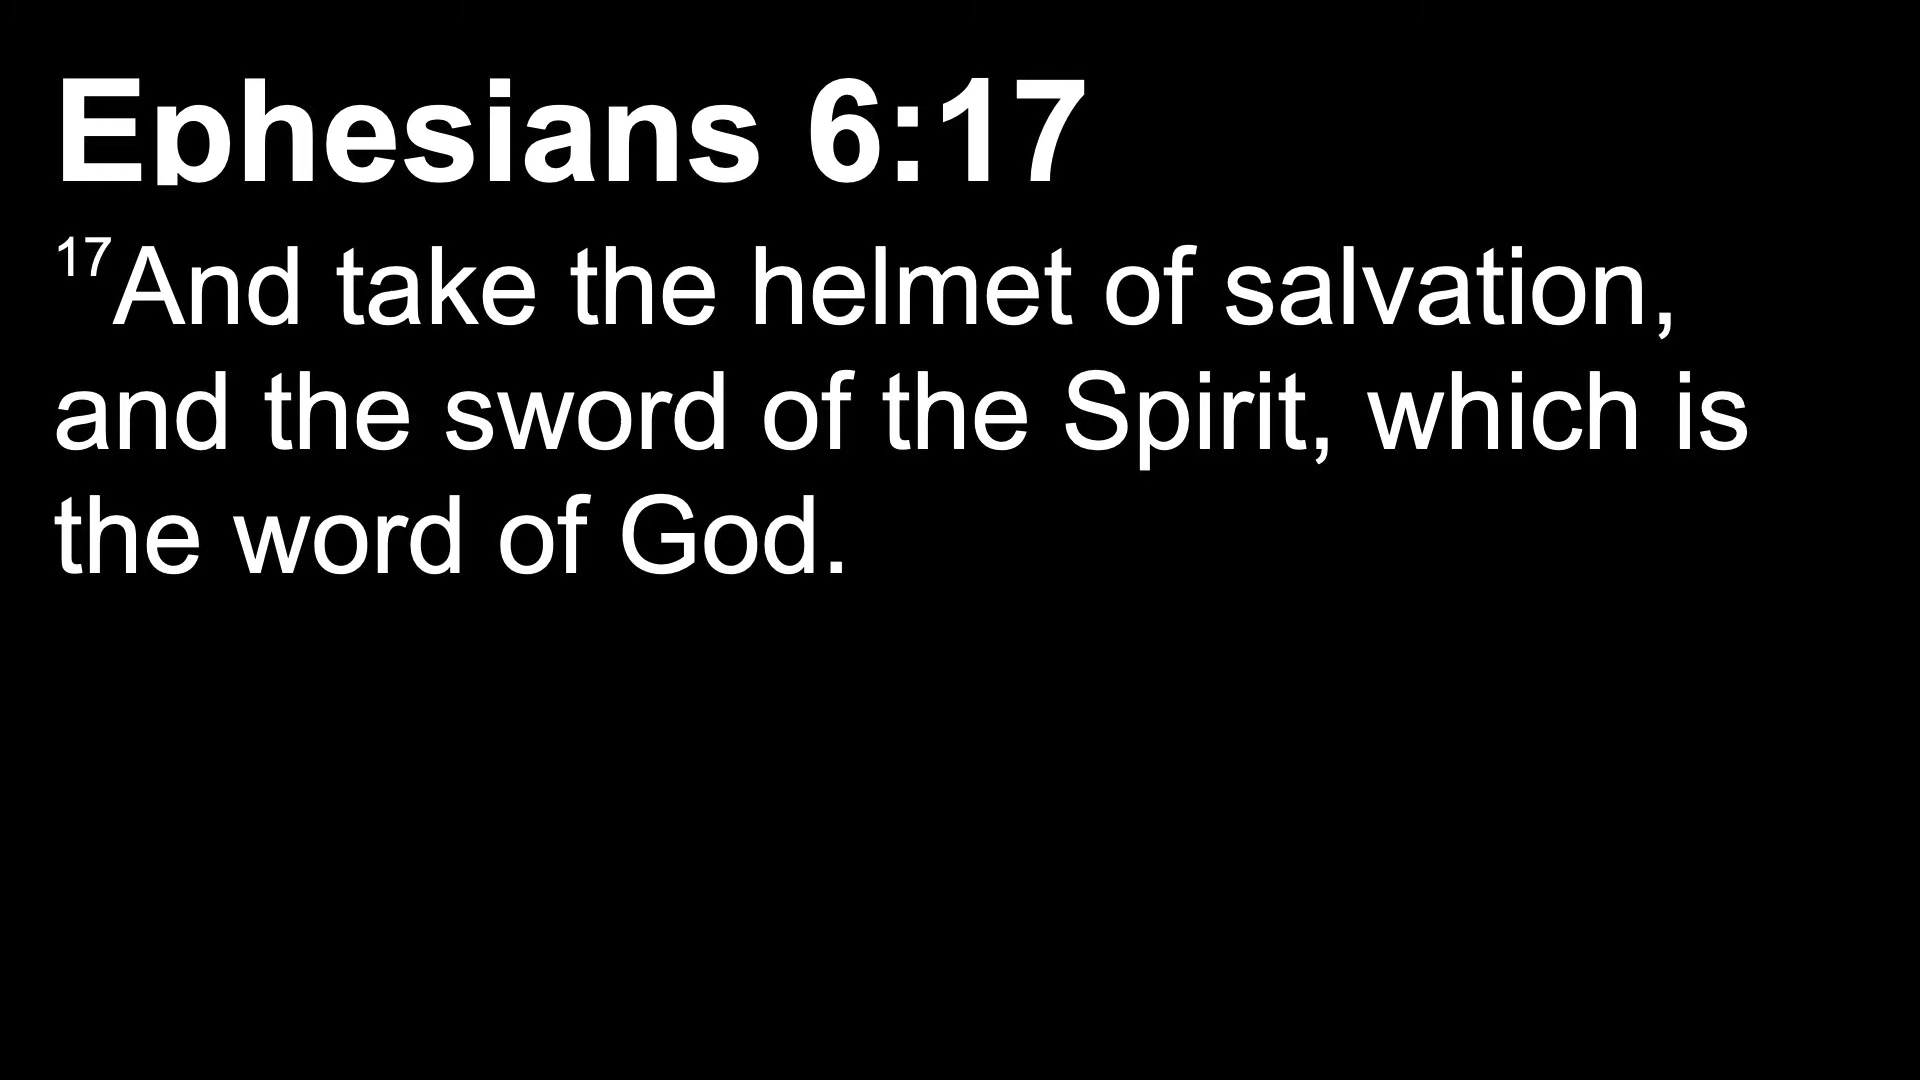 Ephesians 6:17
17And take the helmet of salvation,
and the sword of the Spirit, which is
the word of God.